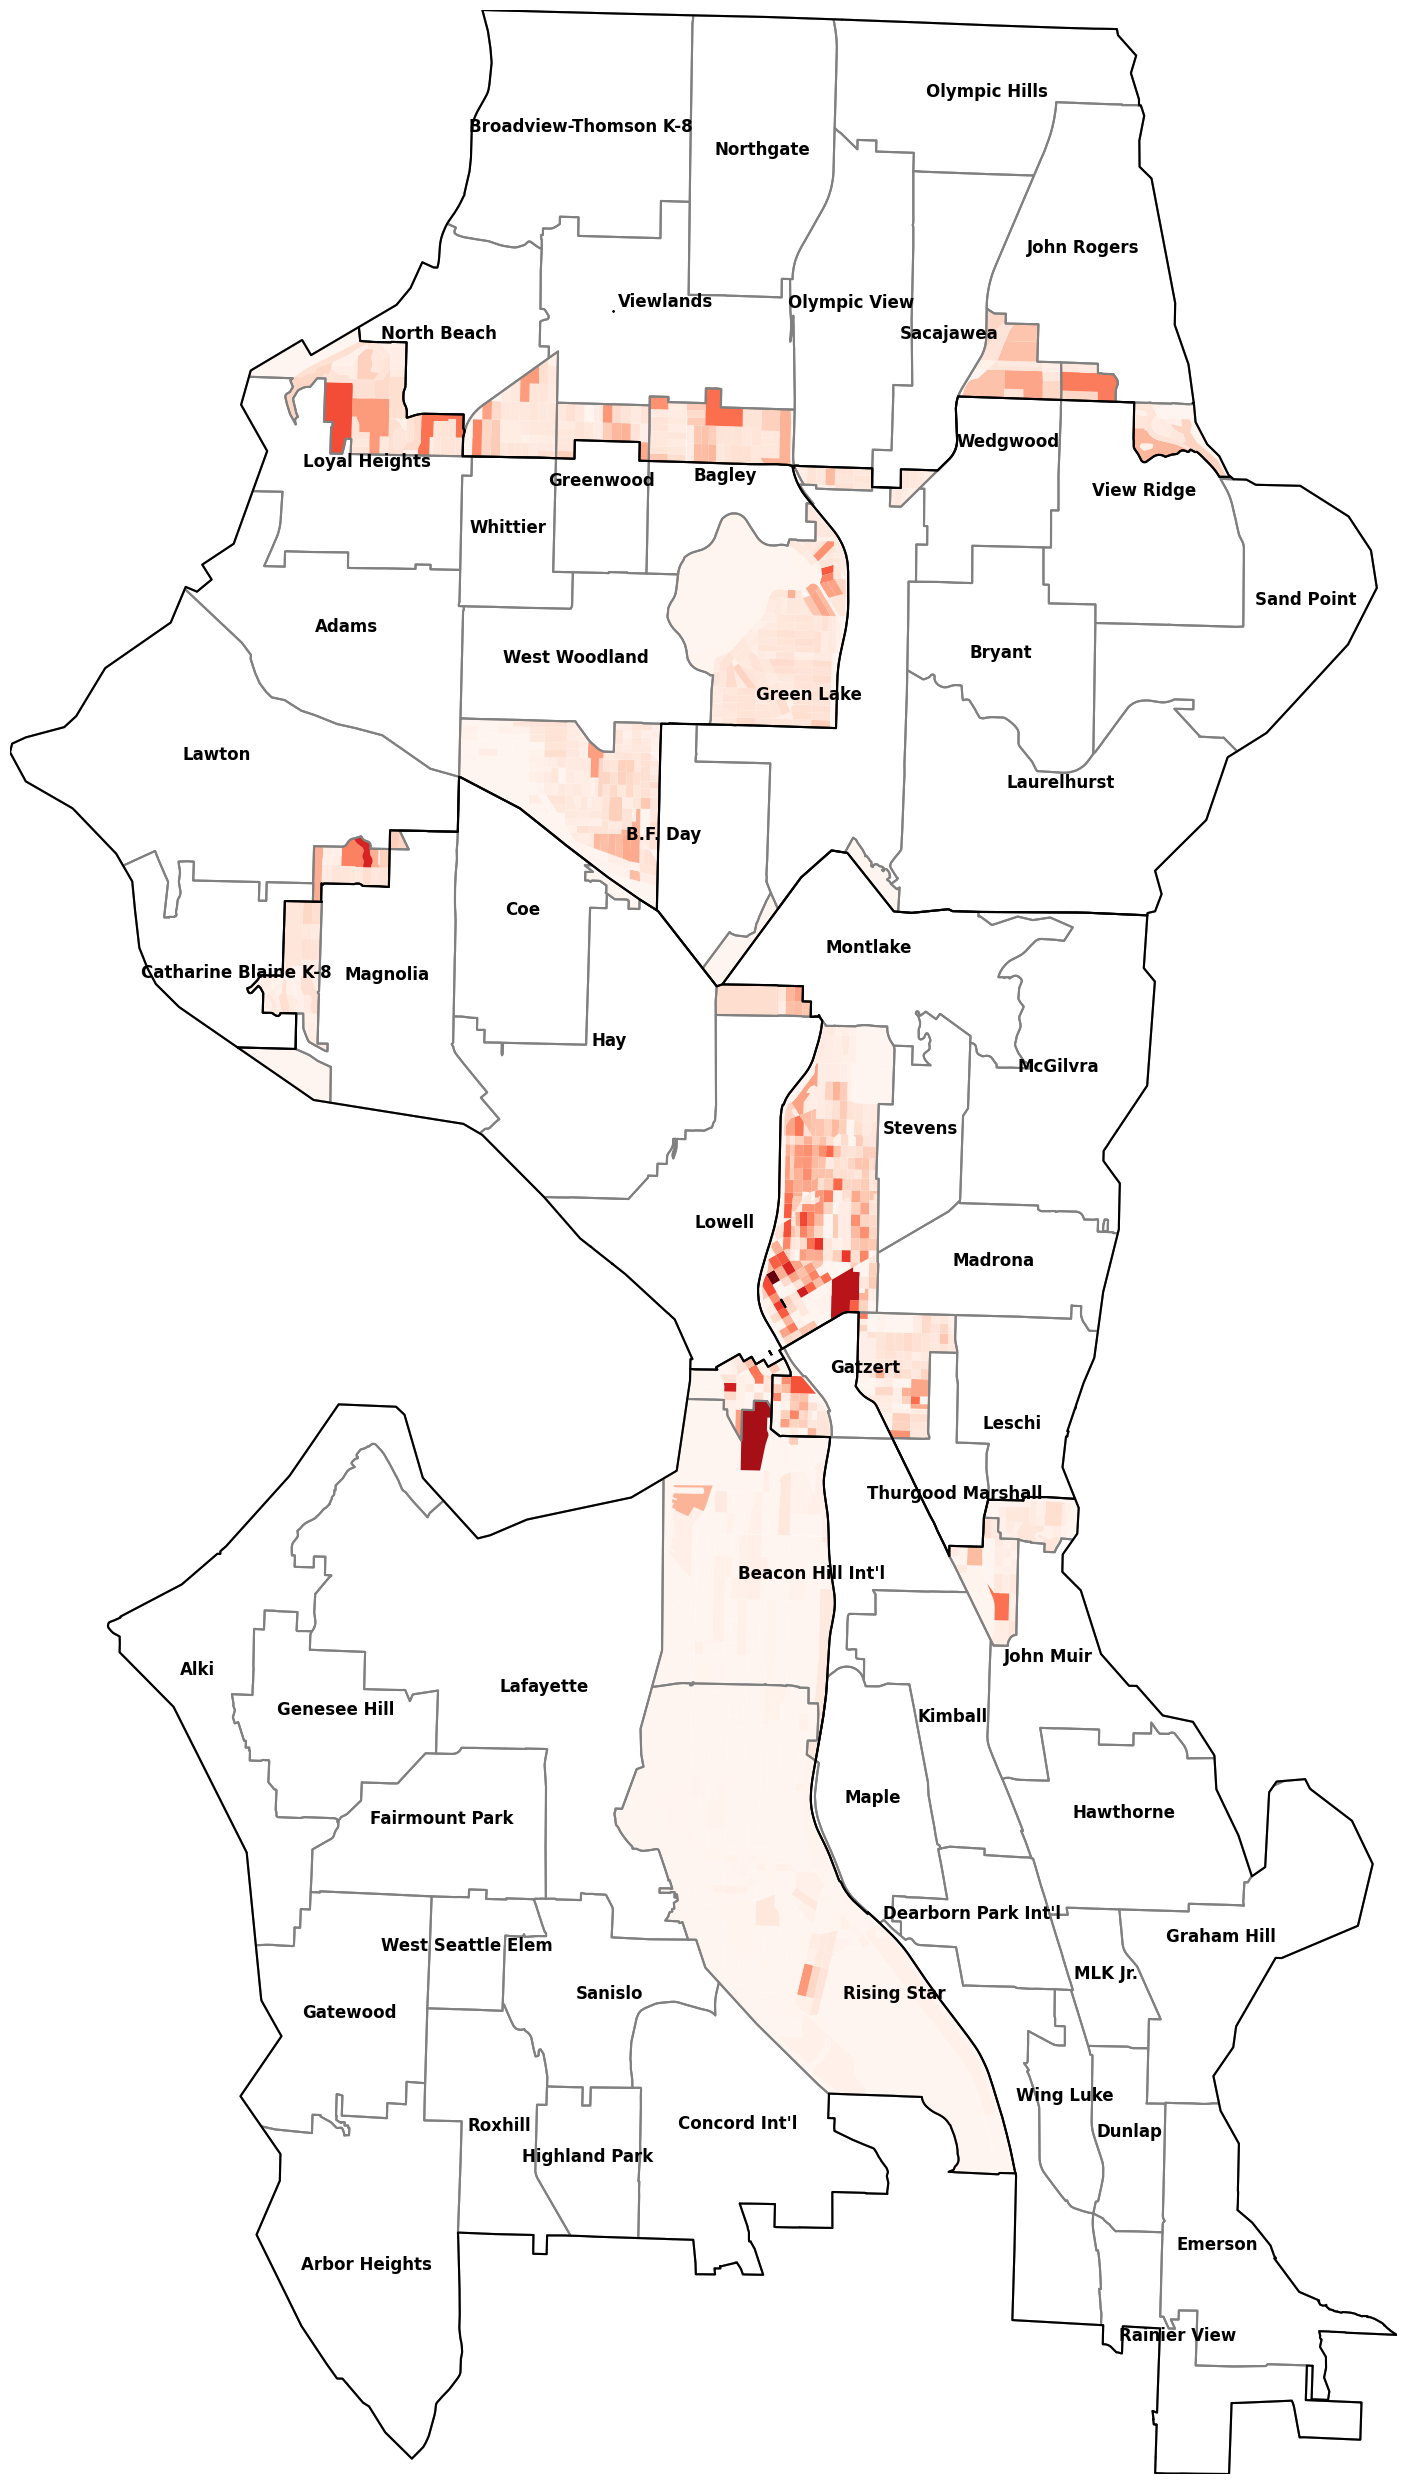 Olympic Hills
Broadview-Thomson K-8
Northgate
John Rogers
Viewlands
Olympic View
North Beach
Sacajawea
Wedgwood
Loyal Heights
Bagley
Greenwood
View Ridge
Whittier
Sand Point
Adams
Bryant
West Woodland
Green Lake
Lawton
Laurelhurst
B.F. Day
Coe
Montlake
Catharine Blaine K-8
Magnolia
Hay
McGilvra
Stevens
Lowell
Madrona
Gatzert
Leschi
Thurgood Marshall
Beacon Hill Int'l
John Muir
Alki
Lafayette
Genesee Hill
Kimball
Maple
Hawthorne
Fairmount Park
Dearborn Park Int'l
Graham Hill
West Seattle Elem
MLK Jr.
Sanislo
Rising Star
Gatewood
Wing Luke
Concord Int'l
Roxhill
Dunlap
Highland Park
Emerson
Arbor Heights
Rainier View